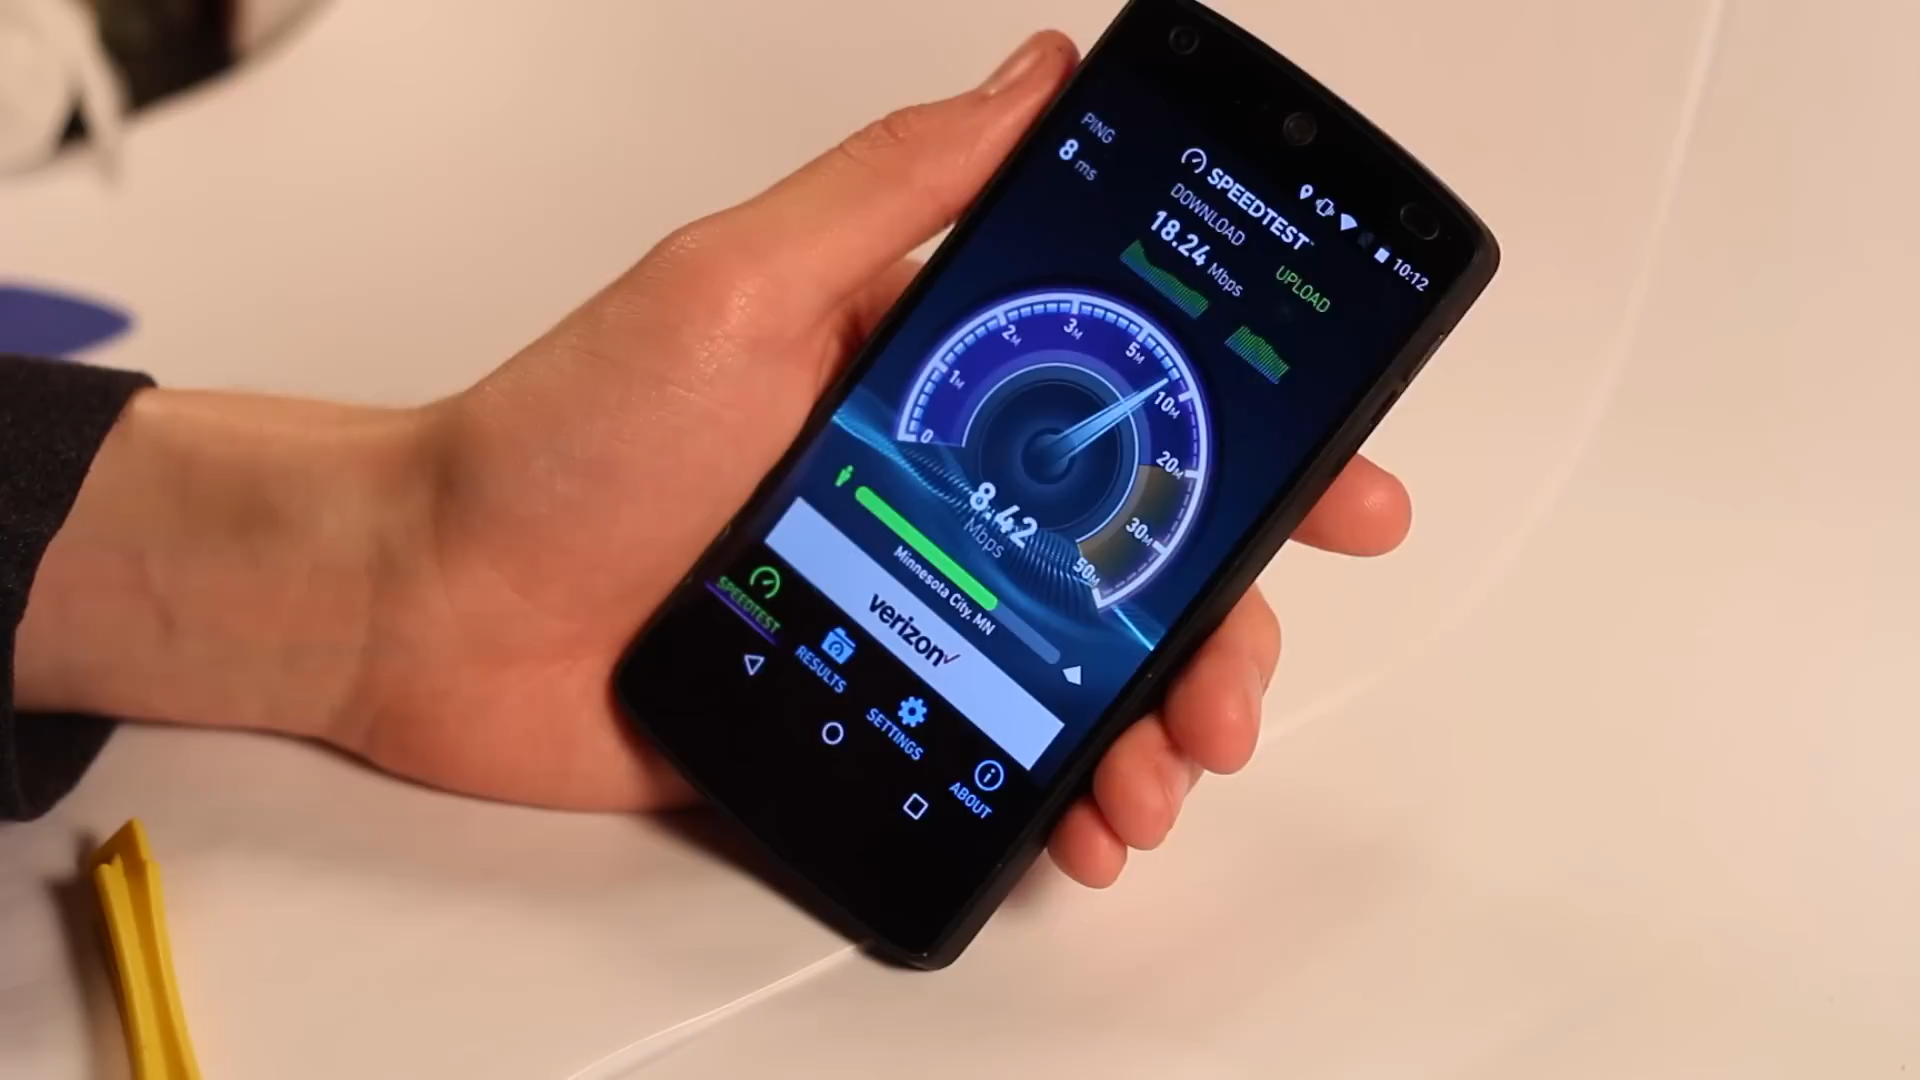 10:12
SPEEDTEST
PING
8 ms
DOWNLOAD
18.24 Mbps
UPLOAD
0
1M
2M
3M
5M
10M
20M
30M
50M
8.42
Mbps
Minnesota City, MN
verizon
SPEEDTEST
RESULTS
SETTINGS
ABOUT